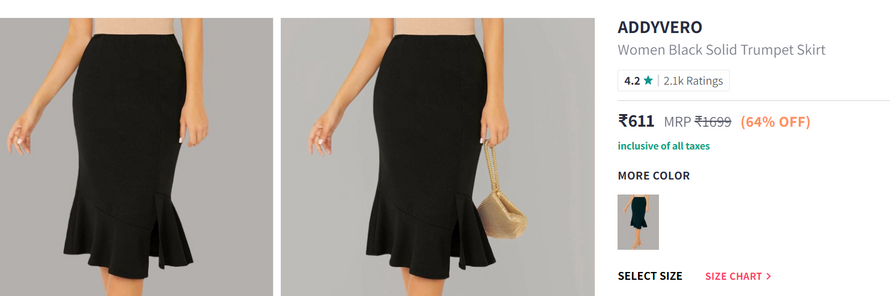 ADDYVERO
Women Black Solid Trumpet Skirt
4.2 ★ | 2.1k Ratings
₹611 MRP ₹1699 (64% OFF)
inclusive of all taxes
MORE COLOR
SELECT SIZE SIZE CHART >